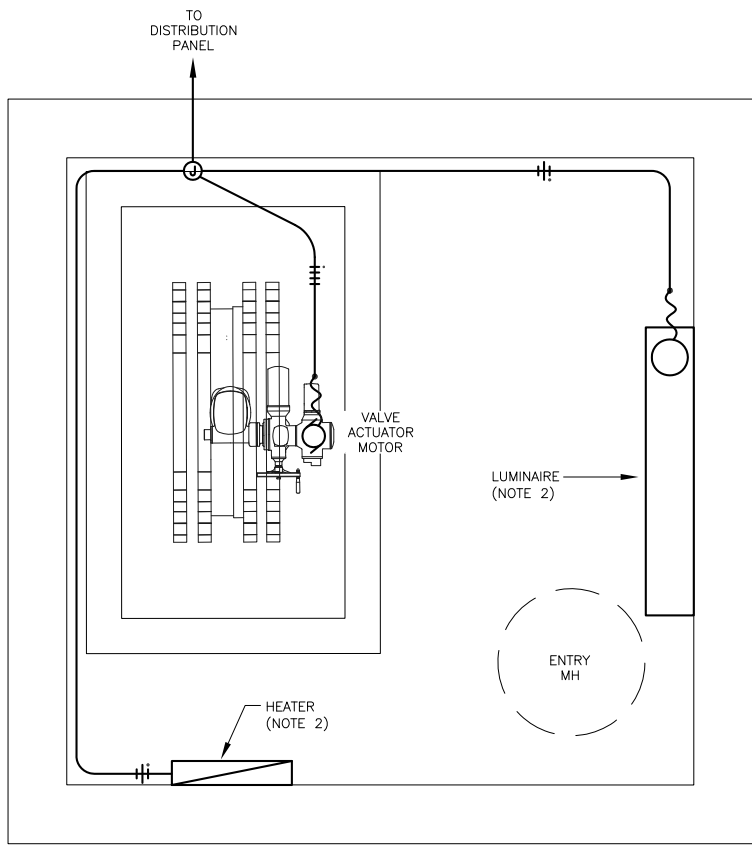 TO
DISTRIBUTION
PANEL
J
VALVE
ACTUATOR
MOTOR
LUMINAIRE
(NOTE 2)
ENTRY
MH
HEATER
(NOTE 2)